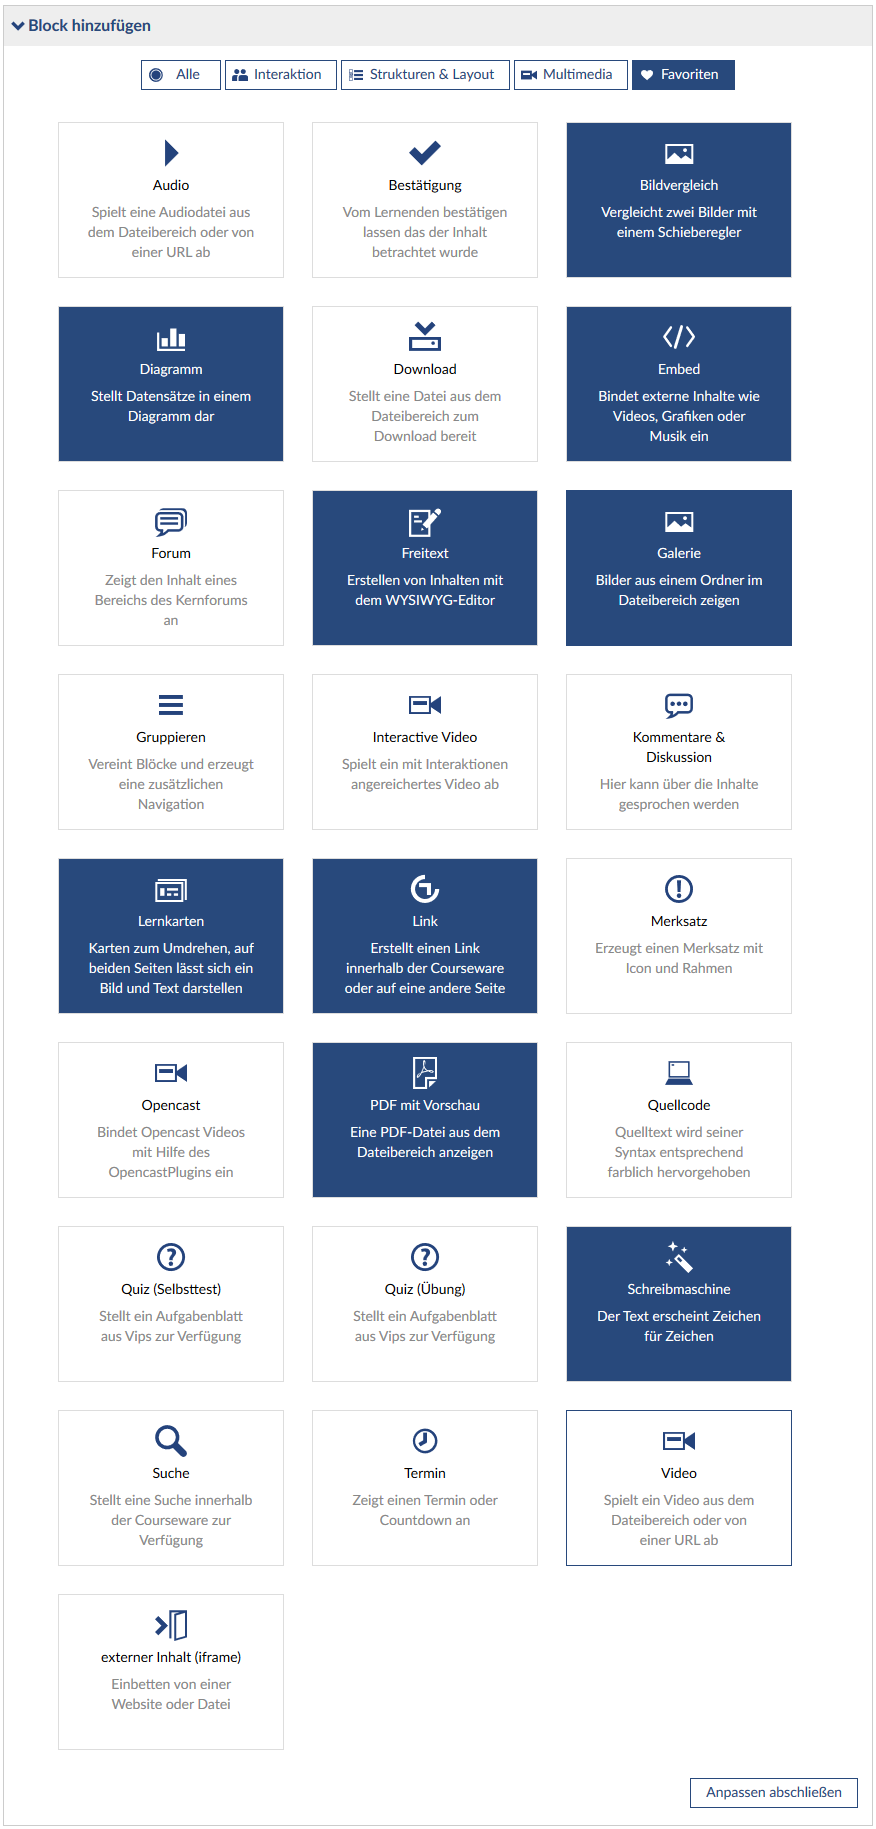 Block hinzufügen
Alle
Interaktion
Strukturen & Layout
Multimedia
Favoriten
Audio
Spielt eine Audiodatei aus
dem Dateibereich oder von
einer URL ab
Bestätigung
Vom Lernenden bestätigen
lassen das der Inhalt
betrachtet wurde
Bildvergleich
Vergleicht zwei Bilder mit
einem Schieberegler
Diagramm
Stellt Datensätze in einem
Diagramm dar
Download
Stellt eine Datei aus dem
Dateibereich zum
Download bereit
Embed
Bindet externe Inhalte wie
Videos, Grafiken oder
Musik ein
Forum
Zeigt den Inhalt eines
Bereichs des Kernforums
an
Freitext
Erstellen von Inhalten mit
dem WYSIWYG-Editor
Galerie
Bilder aus einem Ordner im
Dateibereich zeigen
Gruppieren
Vereint Blöcke und erzeugt
eine zusätzlichen
Navigation
Interactive Video
Spielt ein mit Interaktionen
angereichertes Video ab
Kommentare &
Diskussion
Hier kann über die Inhalte
gesprochen werden
Lernkarten
Karten zum Umdrehen, auf
beiden Seiten lässt sich ein
Bild und Text darstellen
Link
Erstellt einen Link
innerhalb der Courseware
oder auf eine andere Seite
Merksatz
Erzeugt einen Merksatz mit
Icon und Rahmen
Opencast
Bindet Opencast Videos
mit Hilfe des
OpencastPlugins ein
PDF mit Vorschau
Eine PDF-Datei aus dem
Dateibereich anzeigen
Quellcode
Quelltext wird seiner
Syntax entsprechend
farblich hervorgehoben
Quiz (Selbsttest)
Stellt ein Aufgabenblatt
aus Vips zur Verfügung
Quiz (Übung)
Stellt ein Aufgabenblatt
aus Vips zur Verfügung
Schreibmaschine
Der Text erscheint Zeichen
für Zeichen
Suche
Stellt eine Suche innerhalb
der Courseware zur
Verfügung
Termin
Zeigt einen Termin oder
Countdown an
Video
Spielt ein Video aus dem
Dateibereich oder von
einer URL ab
externer Inhalt (iframe)
Einbetten von einer
Website oder Datei
Anpassen abschließen